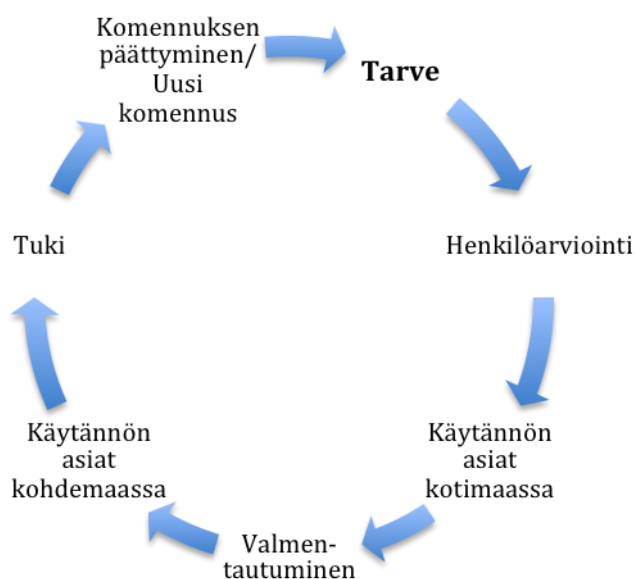 Komennuksen
päättyminen/
Uusi
komennus
Tarve
Henkilöarviointi
Käytännön
asiat
kotimaassa
Valmen-
tautuminen
Käytännön
asiat
kohdemaassa
Tuki